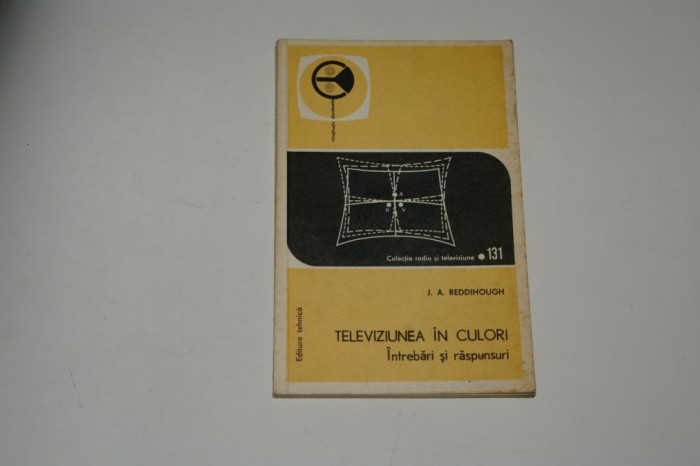 A
R V
Colecția radio și televiziune • 131
J. A. REDDIHOUGH
TELEVIZIUNEA ÎN CULORI
Întrebări și răspunsuri
Editura tehnică